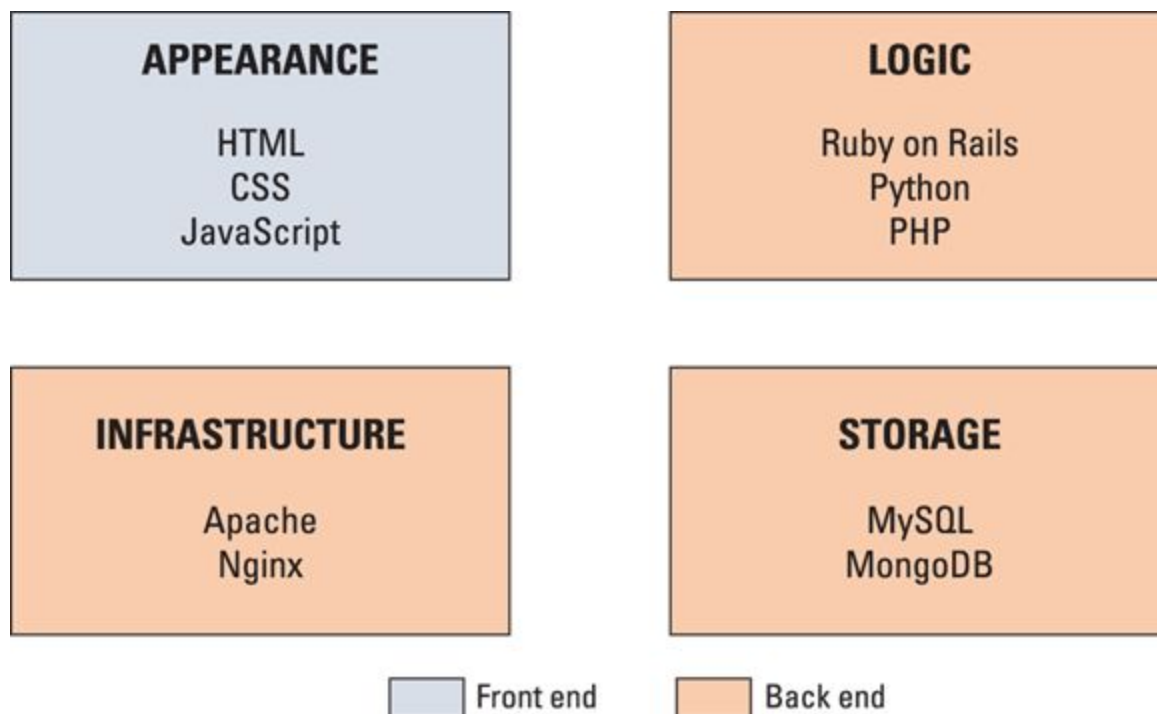 APPEARANCE
HTML
CSS
JavaScript
LOGIC
Ruby on Rails
Python
PHP
INFRASTRUCTURE
Apache
Nginx
STORAGE
MySQL
MongoDB
Front end
Back end